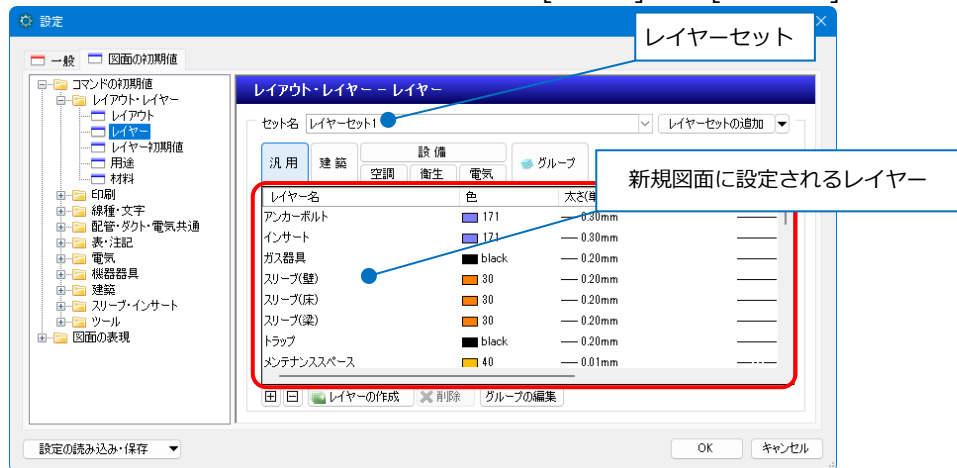 設定
レイヤーセット
一般 図面の初期値
コマンドの初期値
レイアウト・レイヤー
レイアウト
レイヤー
レイヤー初期値
用途
材料
印刷
線種・文字
配管・ダクト・電気共通
表・注記
電気
機器器具
建築
スリーブ・インサート
ツール
図面の表現
レイアウト・レイヤー - レイヤー
セット名 レイヤーセット1 レイヤーセットの追加
汎用 建築 設備 グループ
空調 衛生 電気
新規図面に設定されるレイヤー
レイヤー名 色 太さ(単
アンカーボルト 171 0.30mm
インサート 171 0.30mm
ガス器具 black 0.20mm
スリーブ(壁) 30 0.20mm
スリーブ(床) 30 0.20mm
スリーブ(梁) 30 0.20mm
トラップ black 0.20mm
メンテナンススペース 40 0.01mm
レイヤーの作成 削除 グループの編集
設定の読み込み・保存 OK キャンセル